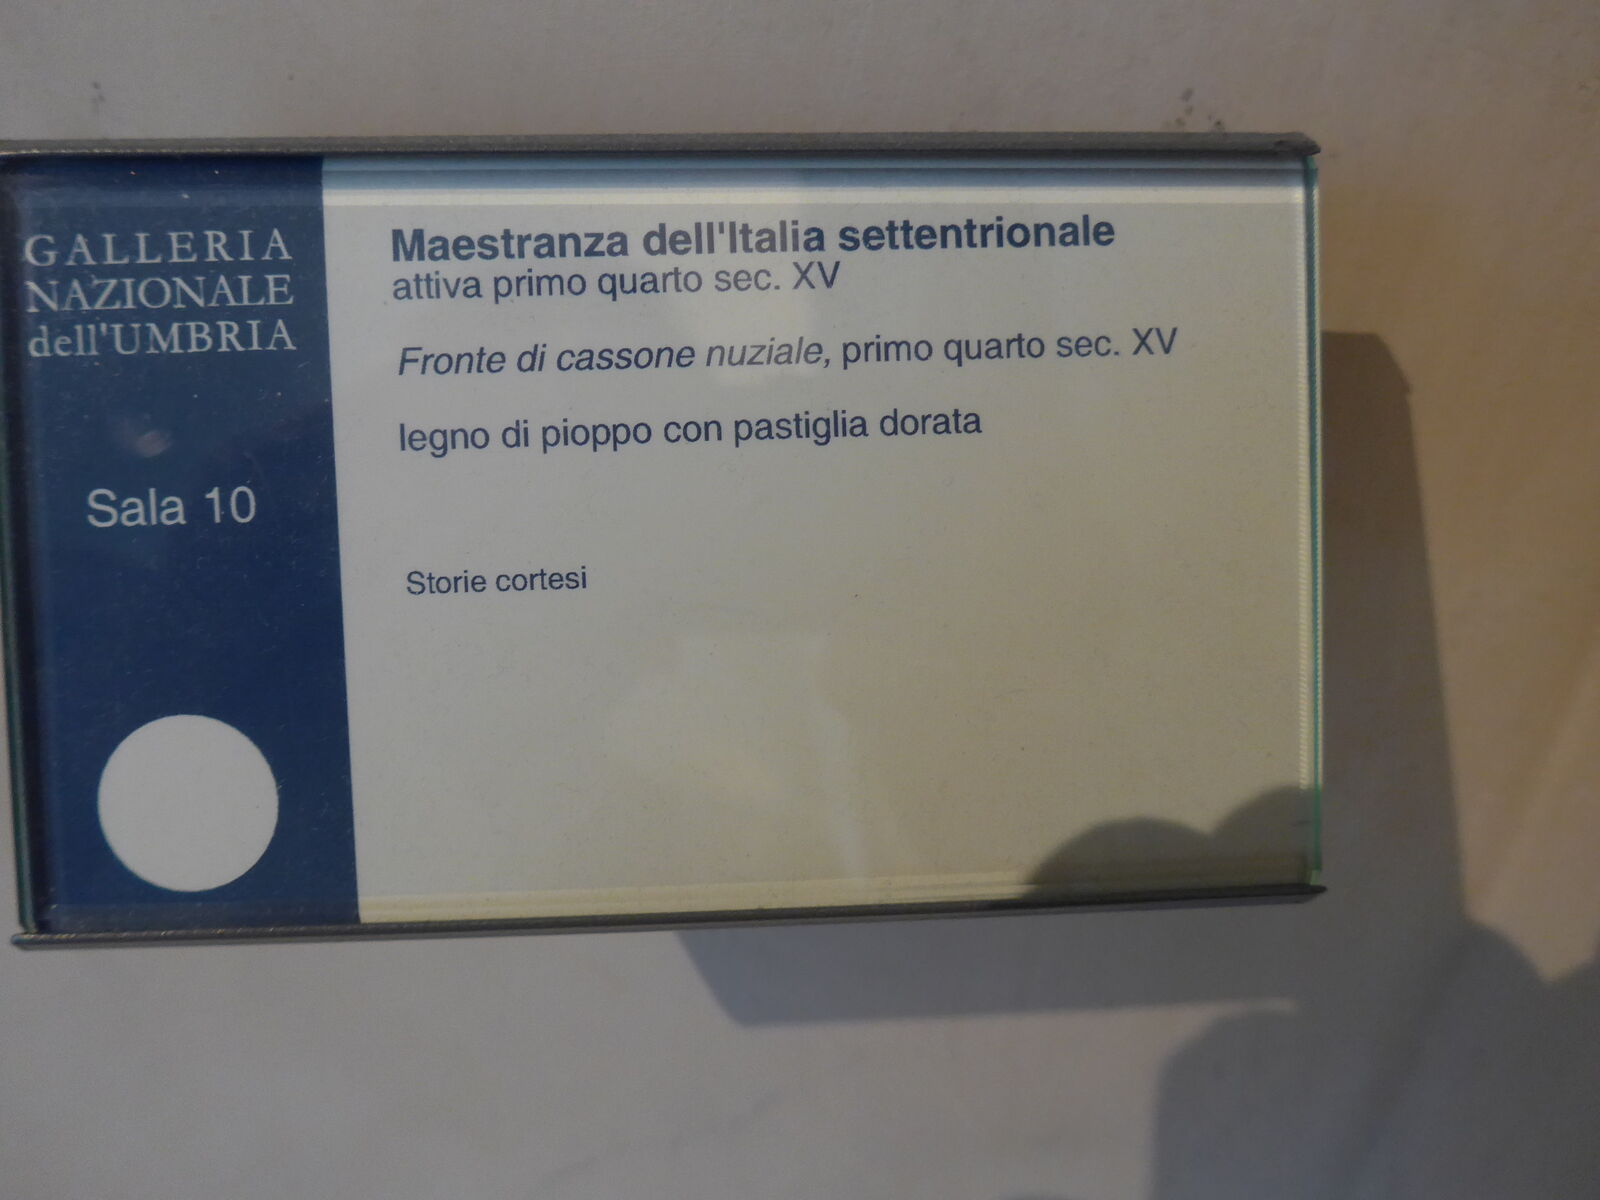 GALLERIA
NAZIONALE
dell'UMBRIA
Sala 10
Maestranza dell'Italia settentrionale
attiva primo quarto sec. XV
Fronte di cassone nuziale, primo quarto sec. XV
legno di pioppo con pastiglia dorata
Storie cortesi